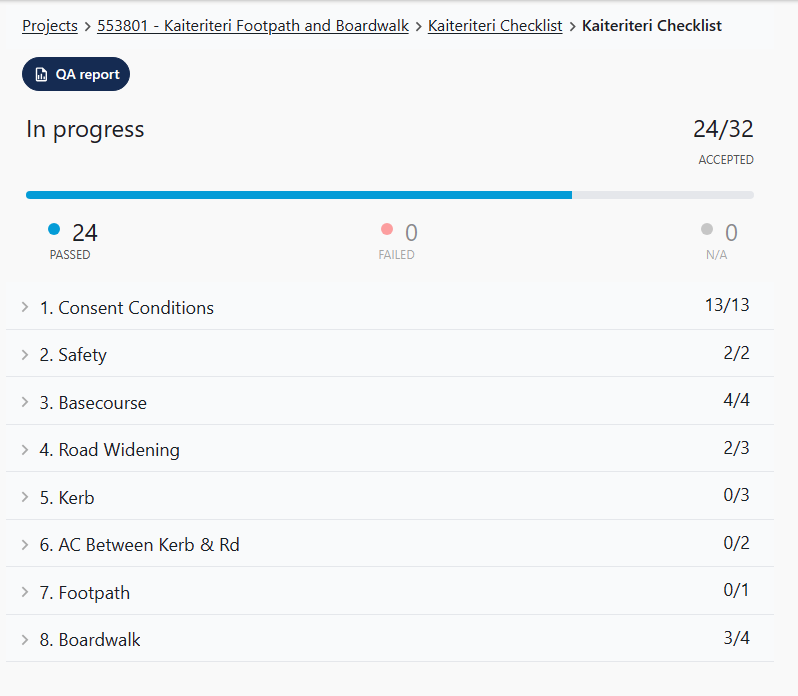 Projects > 553801 - Kaiteriteri Footpath and Boardwalk > Kaiteriteri Checklist > Kaiteriteri Checklist
QA report
In progress 24/32
ACCEPTED
24 0 0
PASSED FAILED N/A
1. Consent Conditions 13/13
2. Safety 2/2
3. Basecourse 4/4
4. Road Widening 2/3
5. Kerb 0/3
6. AC Between Kerb & Rd 0/2
7. Footpath 0/1
8. Boardwalk 3/4